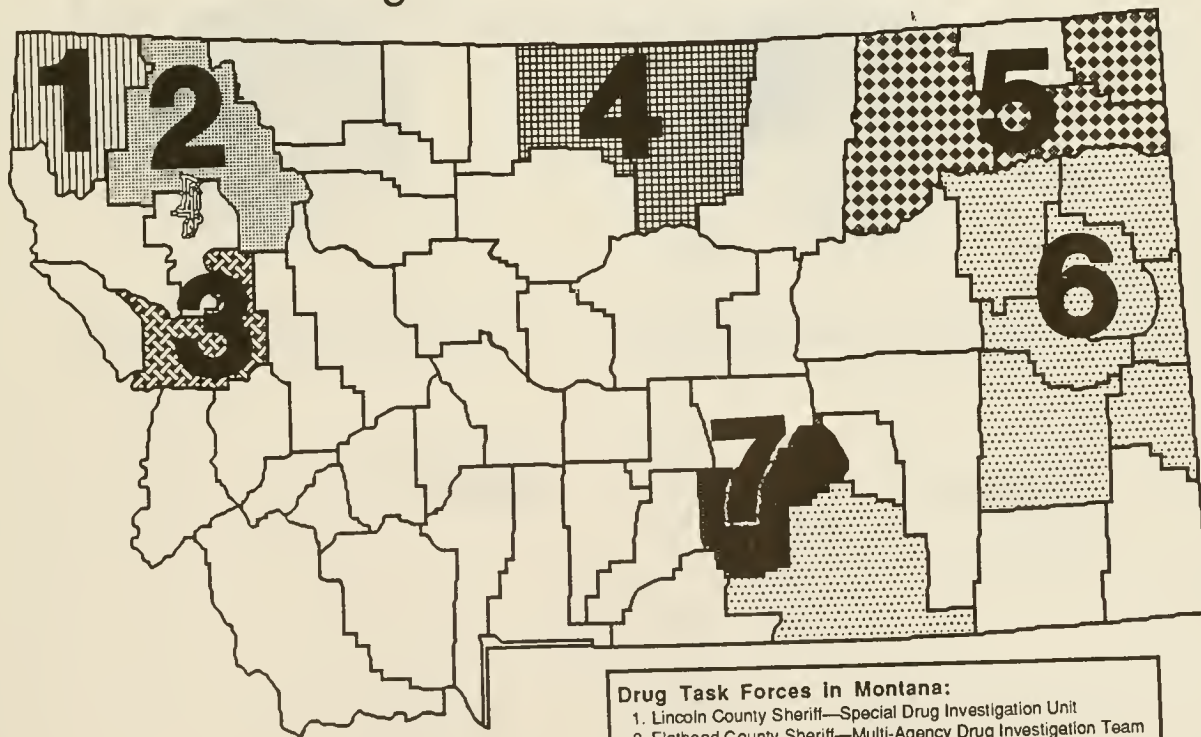 1
2
3
4
5
6
7
Drug Task Forces in Montana:
1. Lincoln County Sheriff—Special Drug Investigation Unit
2. Flathead County Sheriff—Multi-Agency Drug Investigation Team